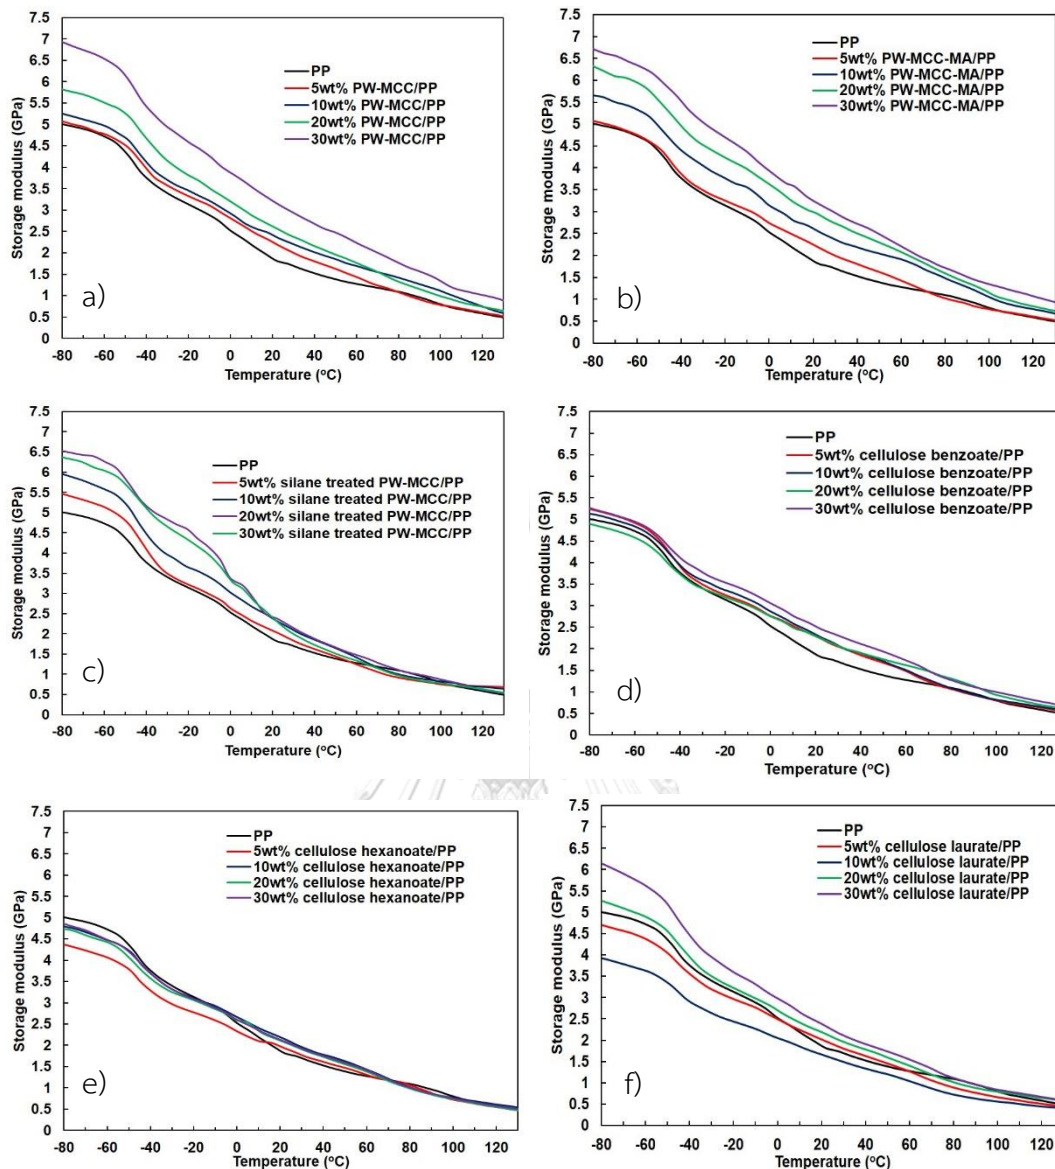 Storage modulus (GPa)
7.5
7
6.5
6
5.5
5
4.5
4
3.5
3
2.5
2
1.5
1
0.5
0
PP
5wt% PW-MCC/PP
10wt% PW-MCC/PP
20wt% PW-MCC/PP
30wt% PW-MCC/PP
a)
-80 -60 -40 -20 0 20 40 60 80 100 120
Temperature (°C)
Storage modulus (GPa)
7.5
7
6.5
6
5.5
5
4.5
4
3.5
3
2.5
2
1.5
1
0.5
0
PP
5wt% PW-MCC-MA/PP
10wt% PW-MCC-MA/PP
20wt% PW-MCC-MA/PP
30wt% PW-MCC-MA/PP
b)
-80 -60 -40 -20 0 20 40 60 80 100 120
Temperature (°C)
Storage modulus (GPa)
7.5
7
6.5
6
5.5
5
4.5
4
3.5
3
2.5
2
1.5
1
0.5
0
PP
5wt% silane treated PW-MCC/PP
10wt% silane treated PW-MCC/PP
20wt% silane treated PW-MCC/PP
30wt% silane treated PW-MCC/PP
c)
-80 -60 -40 -20 0 20 40 60 80 100 120
Temperature (°C)
Storage modulus (GPa)
7.5
7
6.5
6
5.5
5
4.5
4
3.5
3
2.5
2
1.5
1
0.5
0
PP
5wt% cellulose benzoate/PP
10wt% cellulose benzoate/PP
20wt% cellulose benzoate/PP
30wt% cellulose benzoate/PP
d)
-80 -60 -40 -20 0 20 40 60 80 100 120
Temperature (°C)
Storage modulus (GPa)
7.5
7
6.5
6
5.5
5
4.5
4
3.5
3
2.5
2
1.5
1
0.5
0
PP
5wt% cellulose hexanoate/PP
10wt% cellulose hexanoate/PP
20wt% cellulose hexanoate/PP
30wt% cellulose hexanoate/PP
e)
-80 -60 -40 -20 0 20 40 60 80 100 120
Temperature (°C)
Storage modulus (GPa)
7.5
7
6.5
6
5.5
5
4.5
4
3.5
3
2.5
2
1.5
1
0.5
0
PP
5wt% cellulose laurate/PP
10wt% cellulose laurate/PP
20wt% cellulose laurate/PP
30wt% cellulose laurate/PP
f)
-80 -60 -40 -20 0 20 40 60 80 100 120
Temperature (°C)